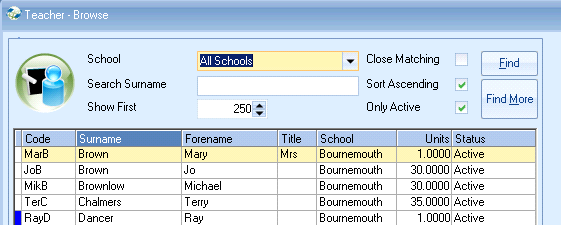 Teacher - Browse
School All Schools Close Matching Find
Search Surname Sort Ascending
Show First 250 Only Active Find More
Code Surname Forename Title School Units Status
MarB Brown Mary Mrs Bournemouth 1.0000 Active
JoB Brown Jo Bournemouth 30.0000 Active
MikB Brownlow Michael Bournemouth 30.0000 Active
TerC Chalmers Terry Bournemouth 35.0000 Active
RayD Dancer Ray Bournemouth 1.0000 Active